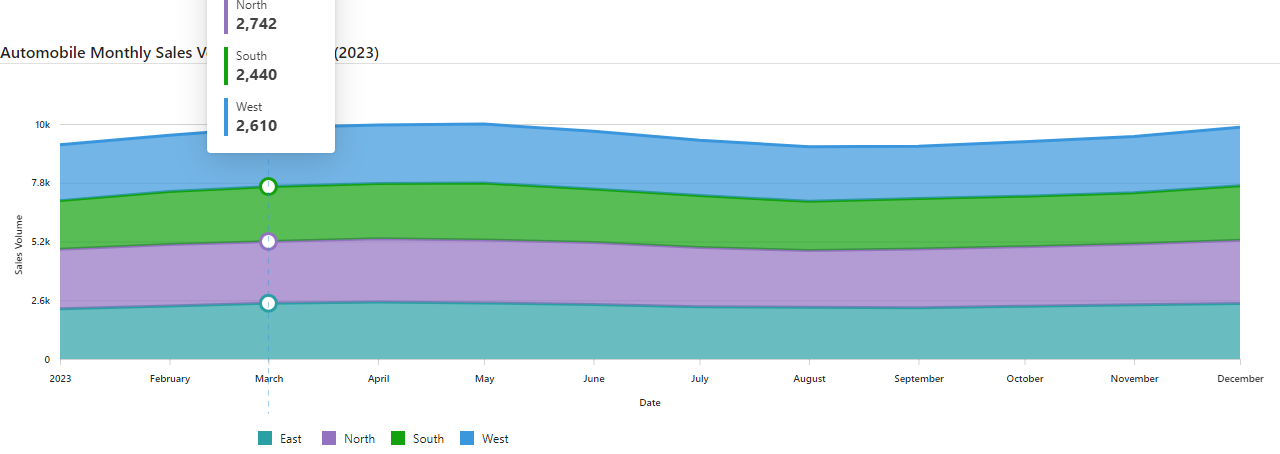 North
2,742
Automobile Monthly Sales V (2023)
South
2,440
West
2,610
10k
7.8k
5.2k
2.6k
0
Sales Volume
2023 February March April May June July August September October November December
Date
East North South West